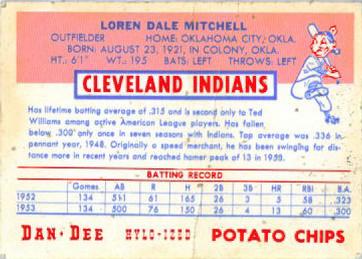 LOREN DALE MITCHELL
OUTFIELDER HOME: OKLAHOMA CITY, OKLA.
BORN: AUGUST 23, 1921, IN COLONY, OKLA.
HT.: 6'1" WT.: 195 BATS: LEFT THROWS: LEFT
CLEVELAND INDIANS
Has lifetime batting average of .315 and is second only to Ted
Williams among active American League players. Has fallen
below .300 only once in seven seasons with Indians. Top average was .336 in
pennant year, 1948. Originally a speed merchant, he has been swinging for dis-
tance more in recent years and reached homer peak of 13 in 1953.
BATTING RECORD
Games AB R H 2B 3B HR RBI B.A.
1952 134 511 61 165 26 3 5 58 .323
1953 134 500 76 150 26 4 13 60 .300
DAN-DEE POTATO CHIPS